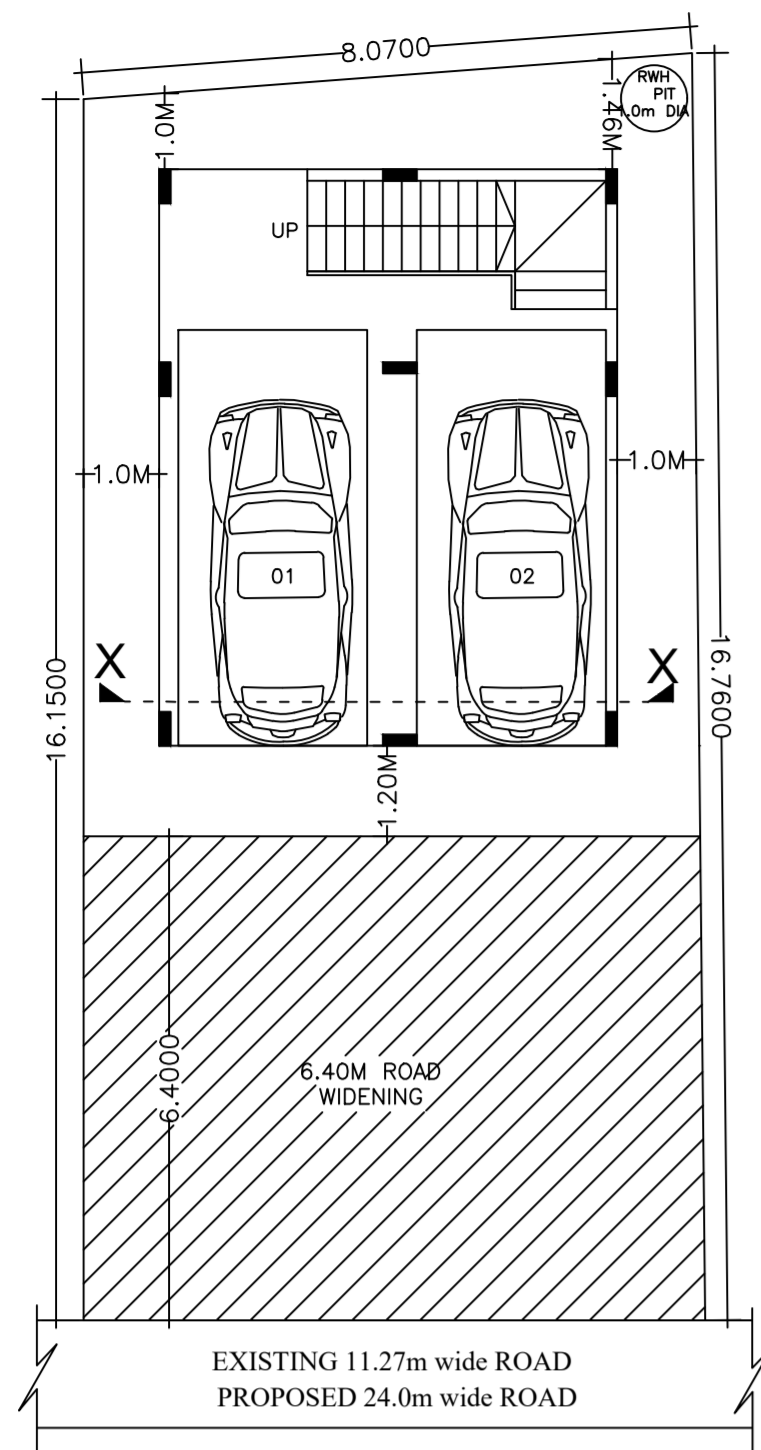 8.0700
RWH
PIT
1.0m DIA
1.0M
1.46M
UP
1.0M
1.0M
01
02
X
X
16.1500
16.7600
1.20M
6.4000
6.40M ROAD
WIDENING
EXISTING 11.27m wide ROAD
PROPOSED 24.0m wide ROAD